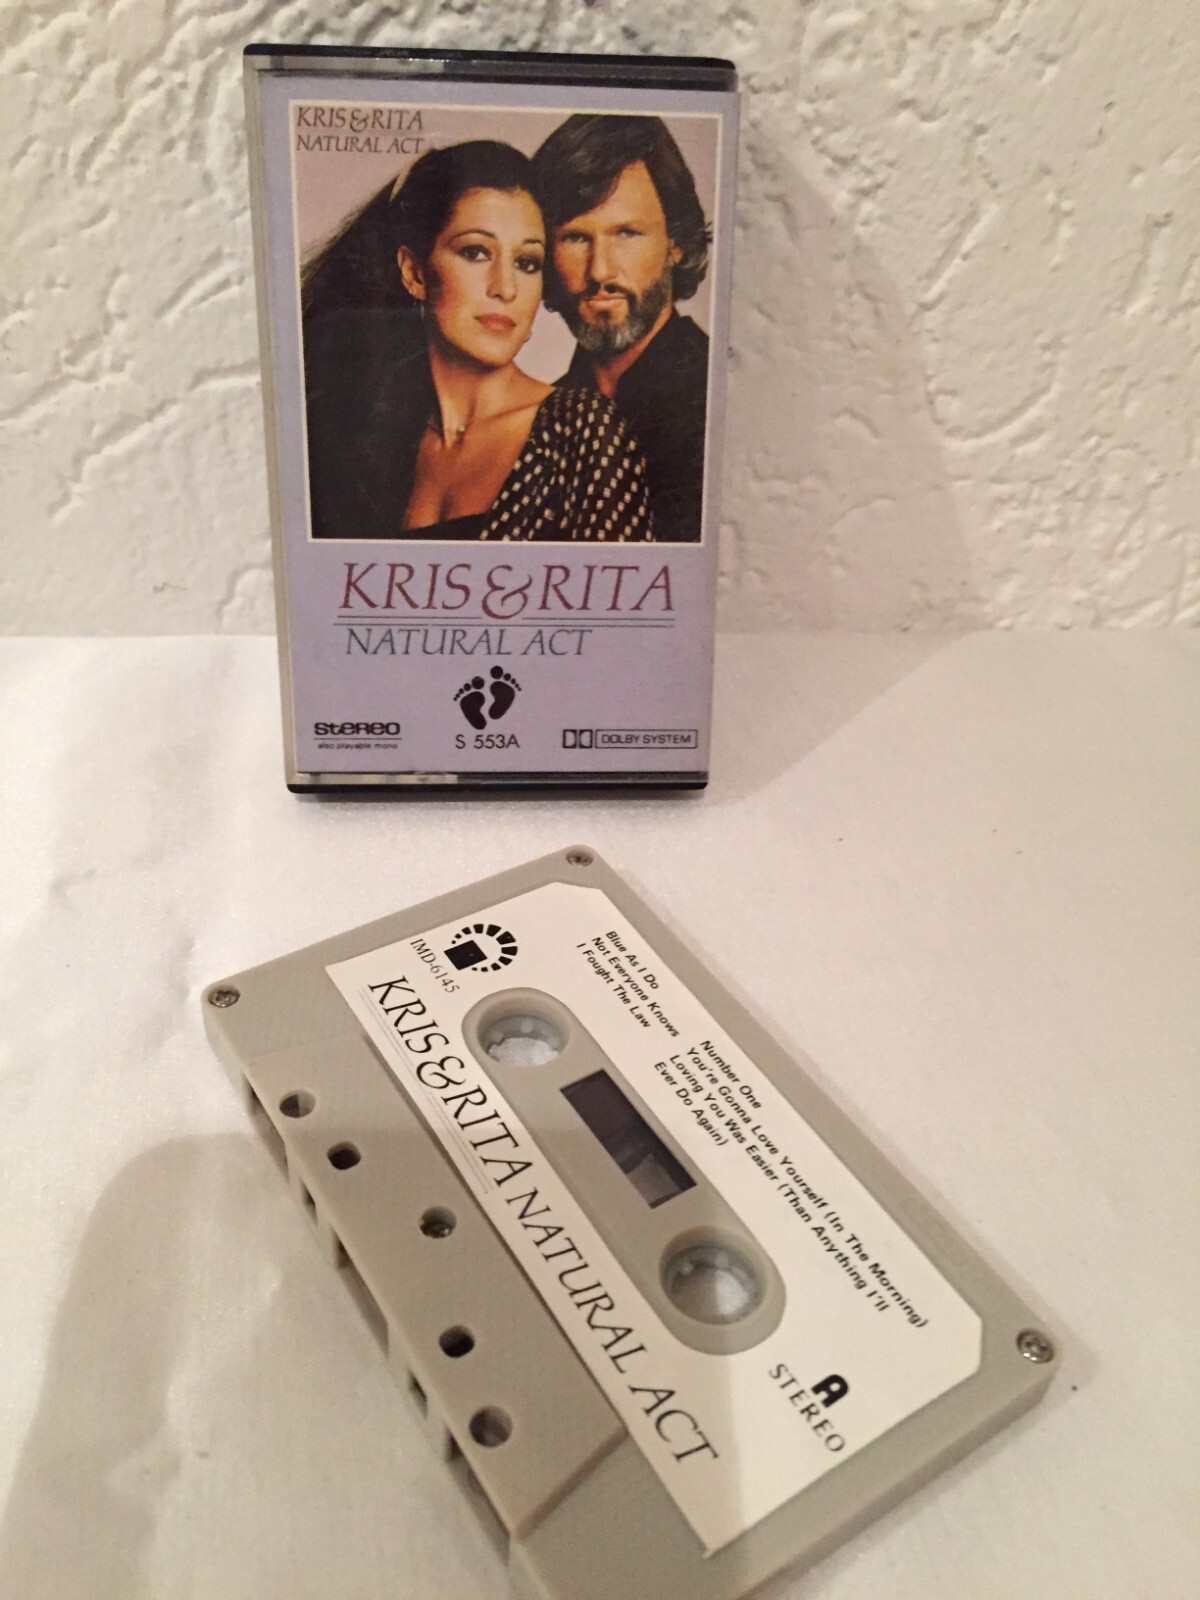 KRIS & RITA
NATURAL ACT
KRIS & RITA
NATURAL ACT
stereo
also playable mono
S 553A
DOLBY SYSTEM
IMD-6145
KRIS & RITA NATURAL ACT
Blue As I Do
Not Everyone Knows
I Fought The Law
Number One
You're Gonna Love Yourself (In The Morning)
Loving You Was Easier (Than Anything I'll
Ever Do Again)
A
STEREO